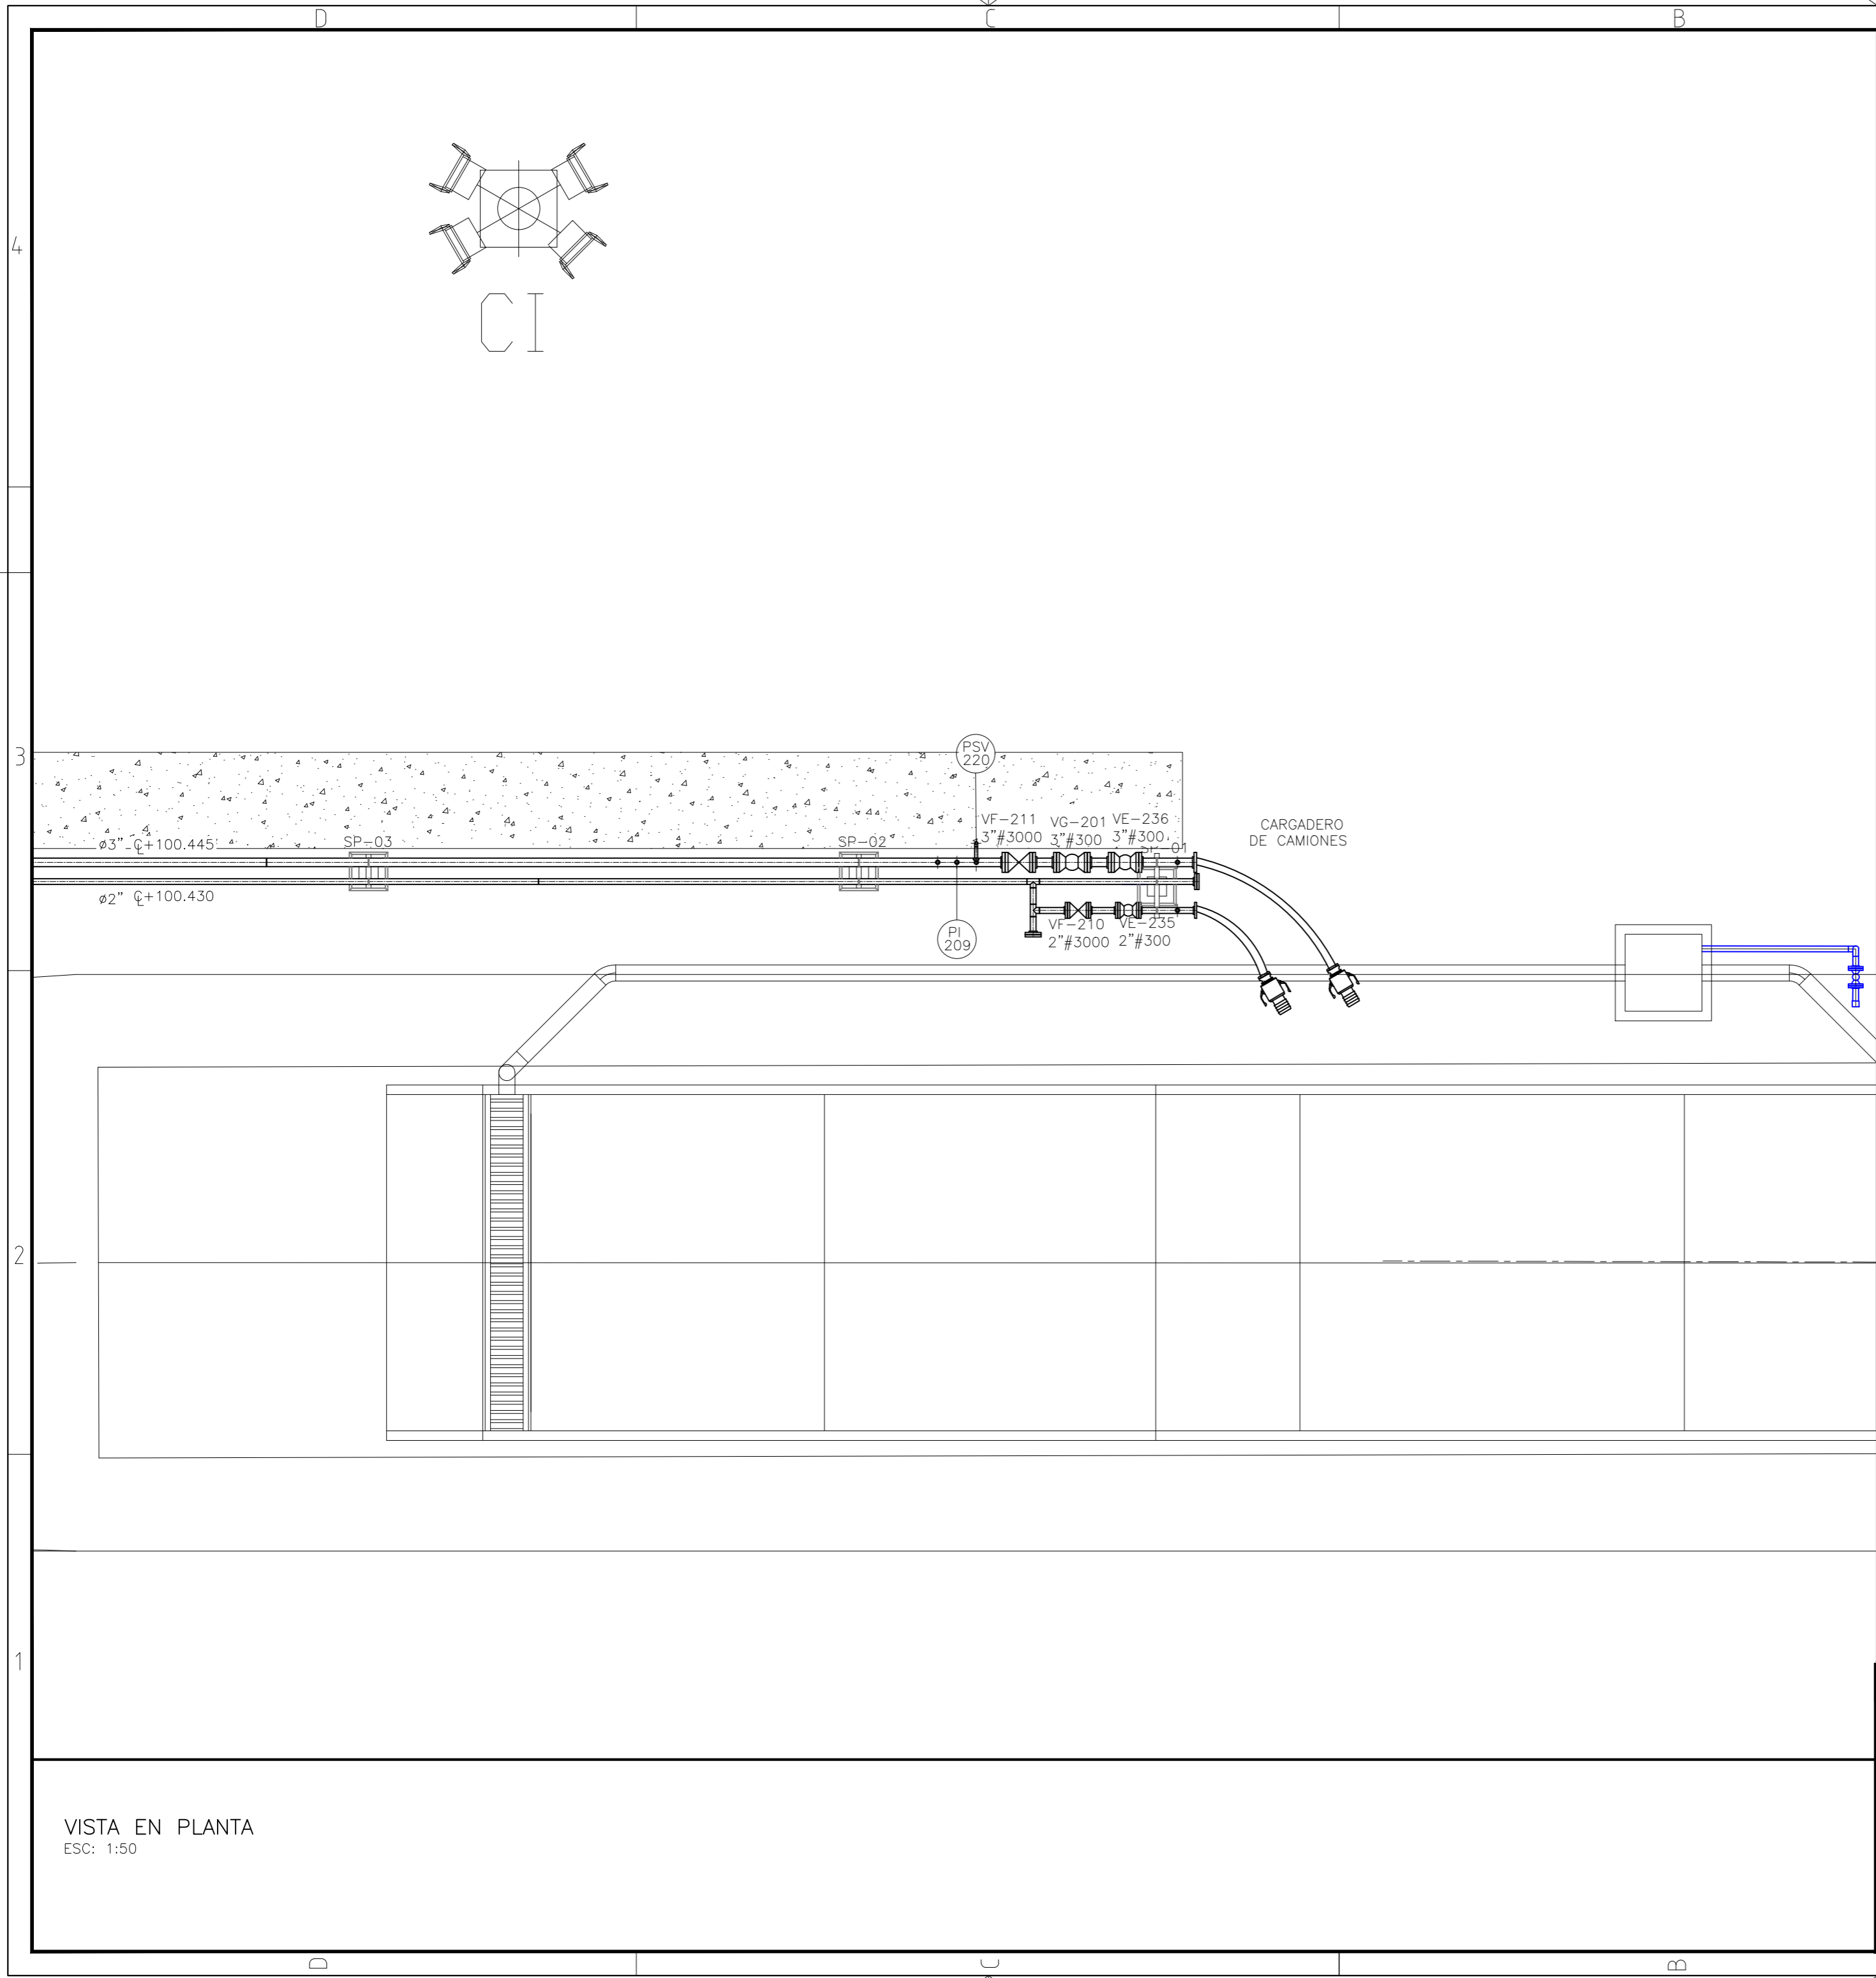 D
C
B
4
CI
3
PSV
220
VF-211
3"#3000
VG-201
3"#300
VE-236
3"#300
CARGADERO
DE CAMIONES
ø3" ℄+100.445
SP-03
SP-02
SP-01
ø2" ℄+100.430
PI
209
VF-210
2"#3000
VE-235
2"#300
2
1
VISTA EN PLANTA
ESC: 1:50
D
C
B